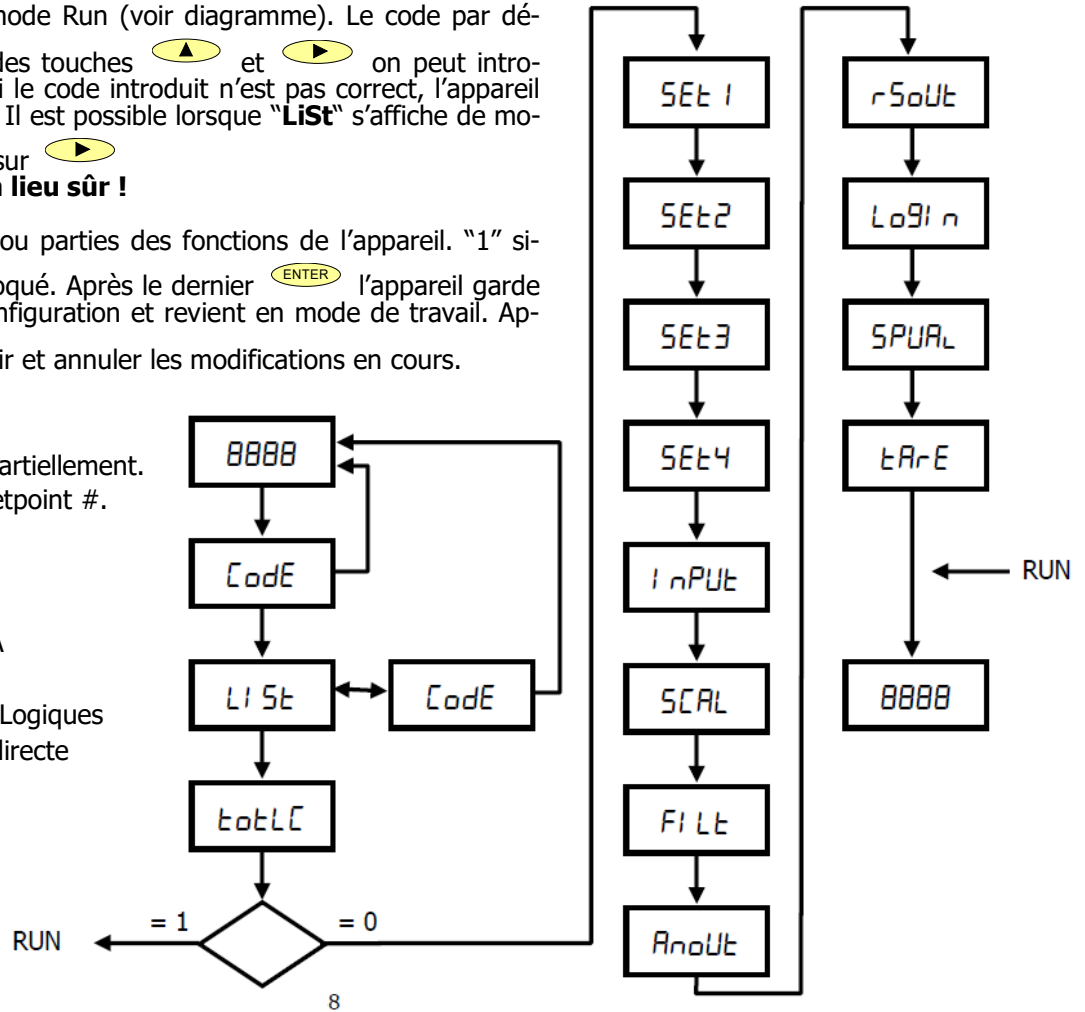 mode Run (voir diagramme). Le code par dé-
des touches et on peut intro-
i le code introduit n'est pas correct, l'appareil
Il est possible lorsque "LiSt" s'affiche de mo-
sur
lieu sûr !
ou parties des fonctions de l'appareil. "1" si-
oqué. Après le dernier ENTER l'appareil garde
nfiguration et revient en mode de travail. Ap-
ir et annuler les modifications en cours.
artiellement.
etpoint #.
Logiques
directe
8888
CodE
LISt
CodE
totLC
= 1
= 0
RUN
SEt1
SEt2
SEt3
SEt4
InPUt
SCAL
FILt
AnoUt
rSoUt
LogIn
SPVAL
tArE
RUN
8888
8